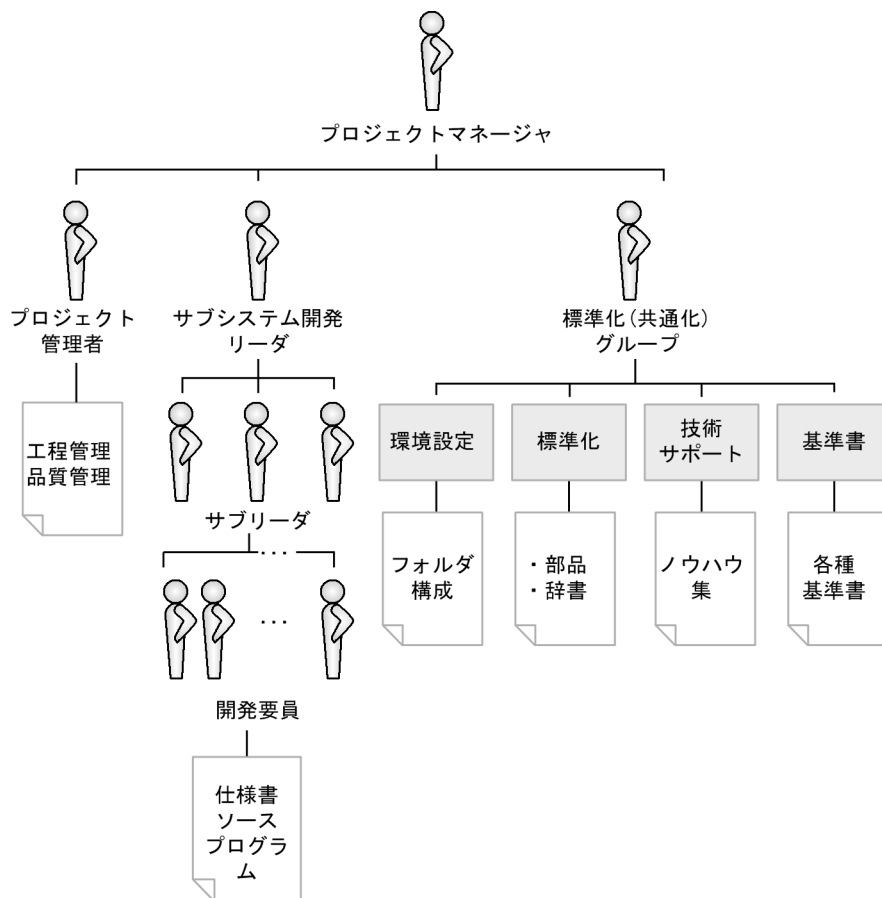 プロジェクトマネージャ
プロジェクト
管理者
サブシステム開発
リーダ
標準化(共通化)
グループ
工程管理
品質管理
環境設定
標準化
技術
サポート
基準書
サブリーダ
フォルダ
構成
・部品
・辞書
ノウハウ
集
各種
基準書
…
…
開発要員
仕様書
ソース
プログラ
ム